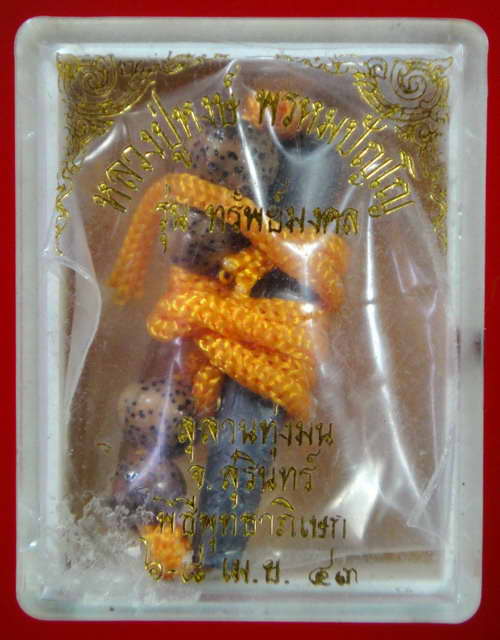 หลวงปู่หงษ์ พรหมปัญโญ
รุ่น ทรัพย์มงคล
สุสานทุ่งมน
จ.สุรินทร์
พิธีพุทธาภิเษก
๖-๘ เม.ย. ๔๓